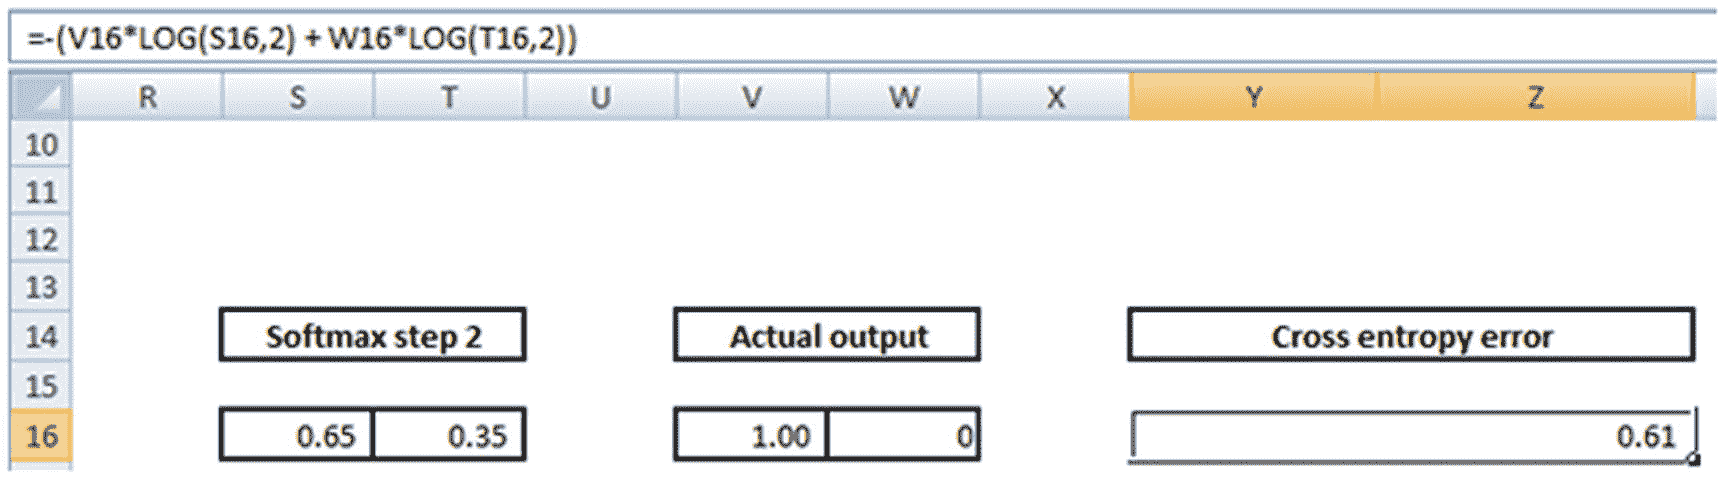 =-(V16*LOG(S16,2) + W16*LOG(T16,2))
R S T U V W X Y Z
10
11
12
13
14 Softmax step 2 Actual output Cross entropy error
15
16 0.65 0.35 1.00 0 0.61